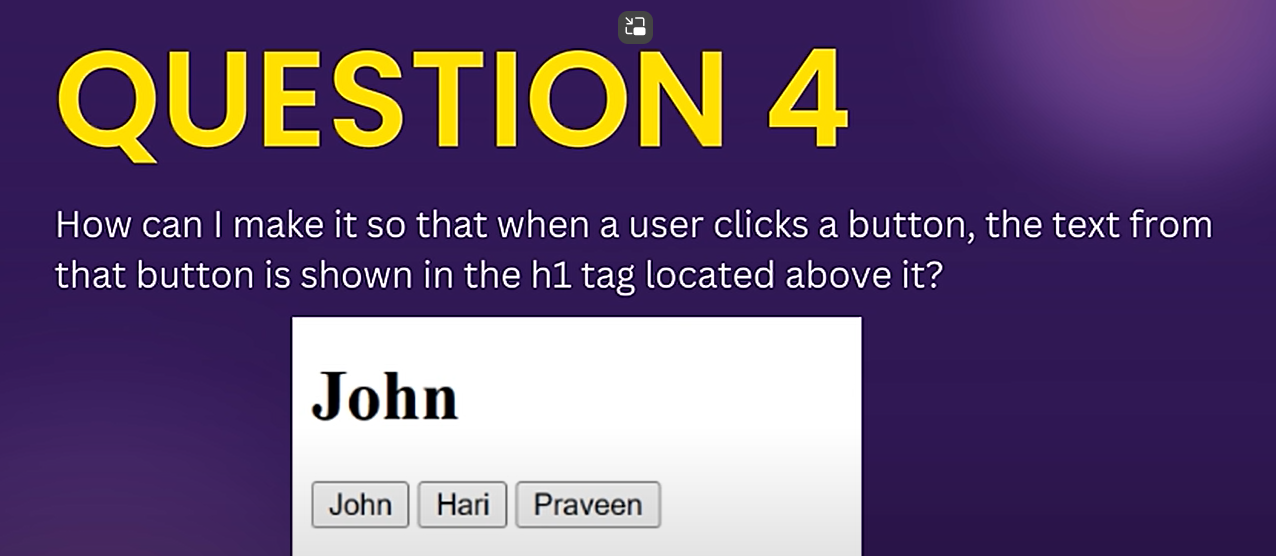 QUESTION 4
How can I make it so that when a user clicks a button, the text from
that button is shown in the h1 tag located above it?
John
John Hari Praveen